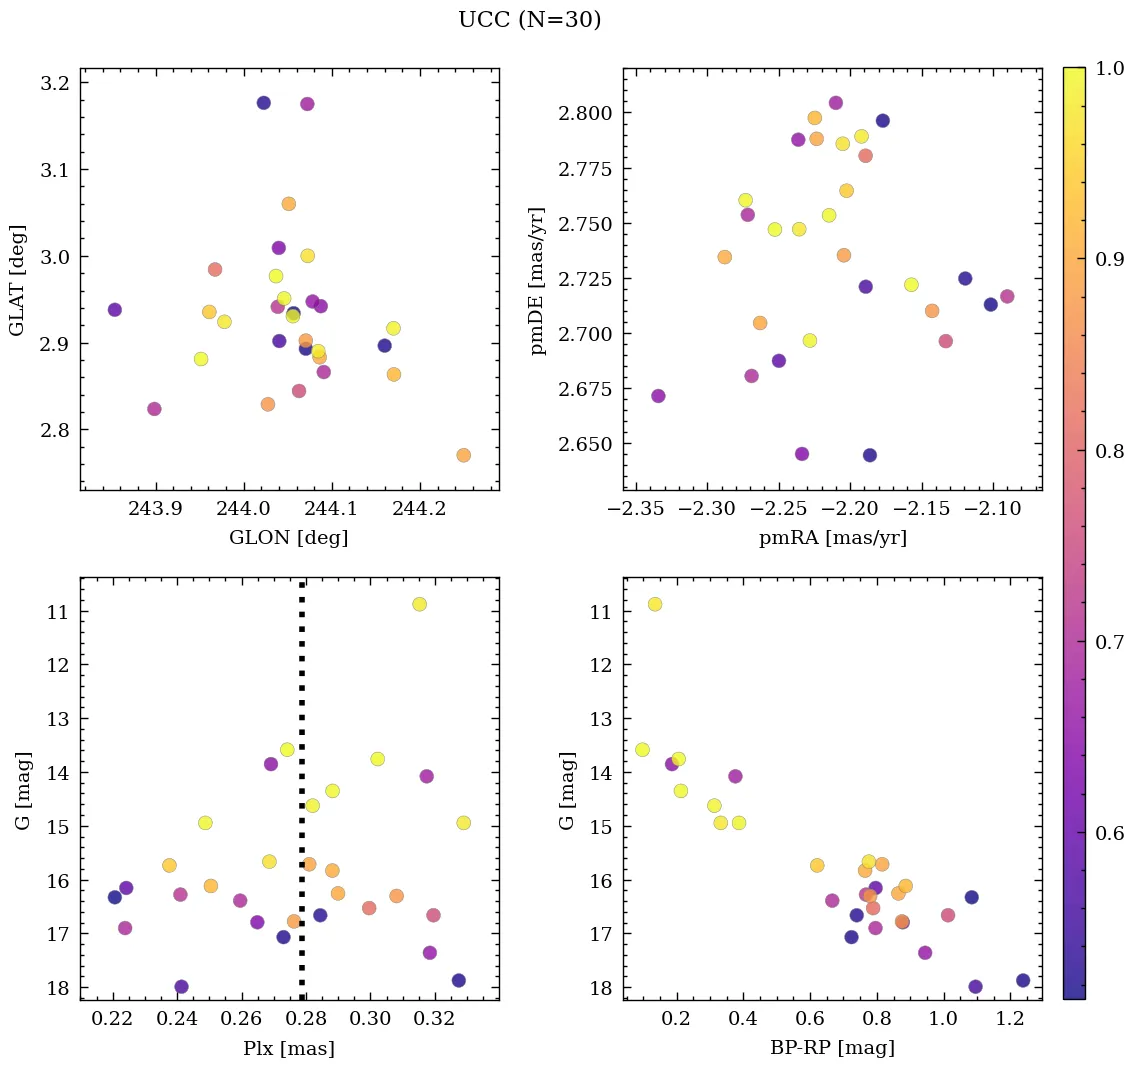 UCC (N=30)
3.2
3.1
3.0
2.9
2.8
GLAT [deg]
243.9 244.0 244.1 244.2
GLON [deg]
2.800
2.775
2.750
2.725
2.700
2.675
2.650
pmDE [mas/yr]
−2.35 −2.30 −2.25 −2.20 −2.15 −2.10
pmRA [mas/yr]
11
12
13
14
15
16
17
18
G [mag]
0.22 0.24 0.26 0.28 0.30 0.32
Plx [mas]
11
12
13
14
15
16
17
18
G [mag]
0.2 0.4 0.6 0.8 1.0 1.2
BP-RP [mag]
1.0
0.9
0.8
0.7
0.6